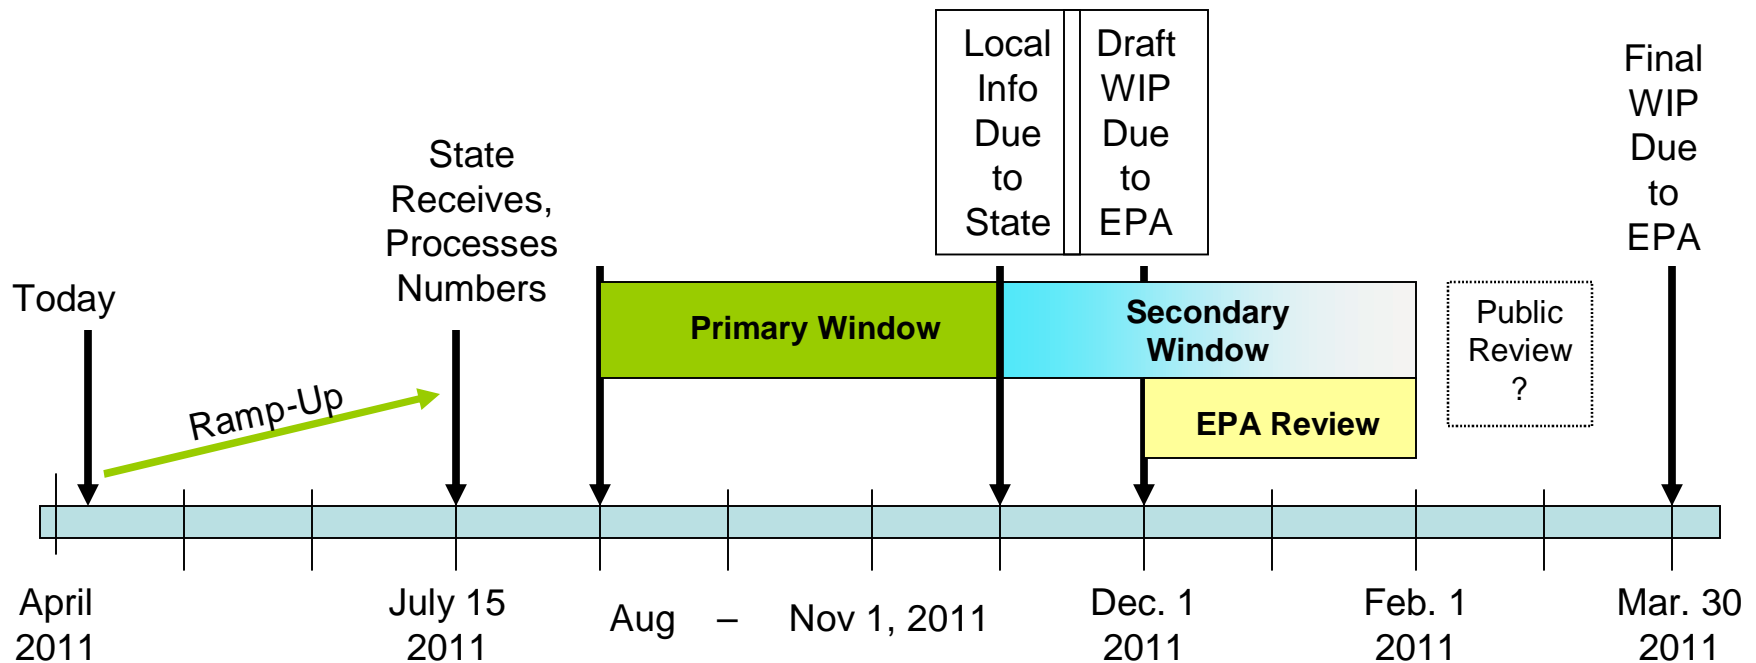 Local
Info
Due
to
State
Draft
WIP
Due
to
EPA
Final
WIP
Due
to
EPA
State
Receives,
Processes
Numbers
Today
Primary Window
Secondary
Window
Public
Review
?
Ramp-Up
EPA Review
April
2011
July 15
2011
Aug – Nov 1, 2011
Dec. 1
2011
Feb. 1
2011
Mar. 30
2011